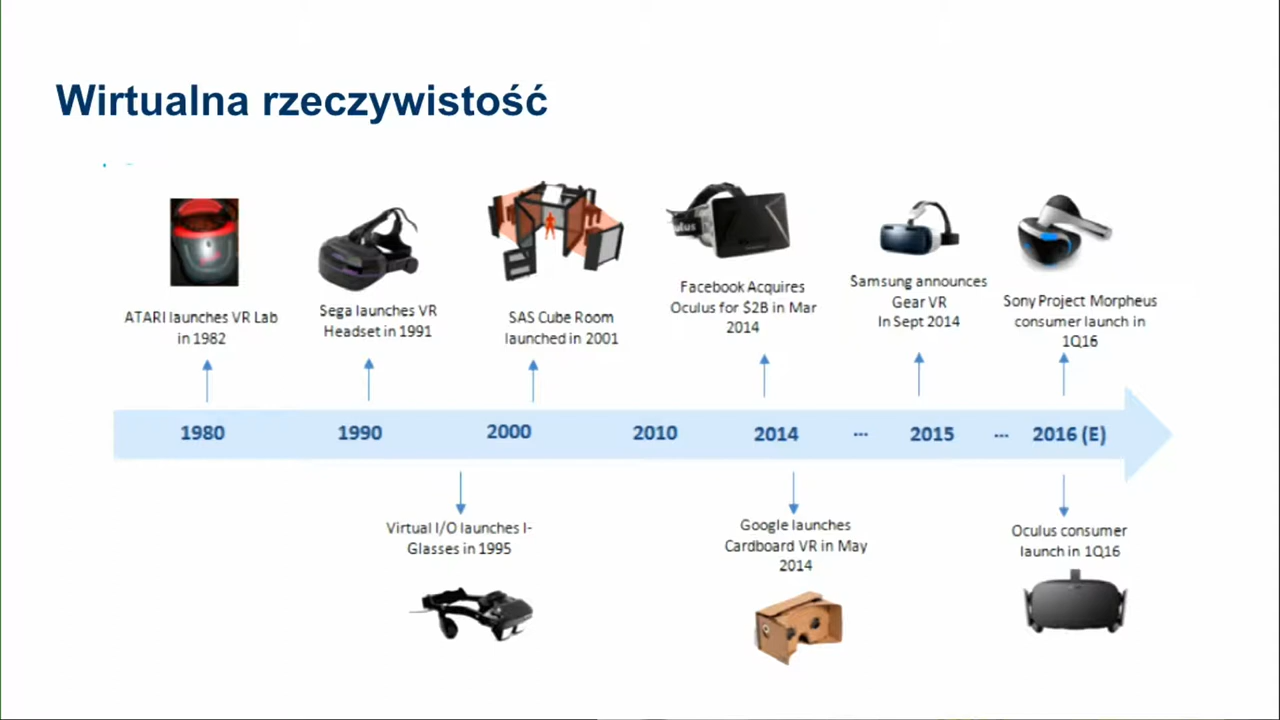 Wirtualna rzeczywistość
ATARI launches VR Lab
in 1982
Sega launches VR
Headset in 1991
SAS Cube Room
launched in 2001
Facebook Acquires
Oculus for $2B in Mar
2014
Samsung announces
Gear VR
In Sept 2014
Sony Project Morpheus
consumer launch in
1Q16
1980
1990
2000
2010
2014
...
2015
...
2016 (E)
Virtual I/O launches I-
Glasses in 1995
Google launches
Cardboard VR in May
2014
Oculus consumer
launch in 1Q16